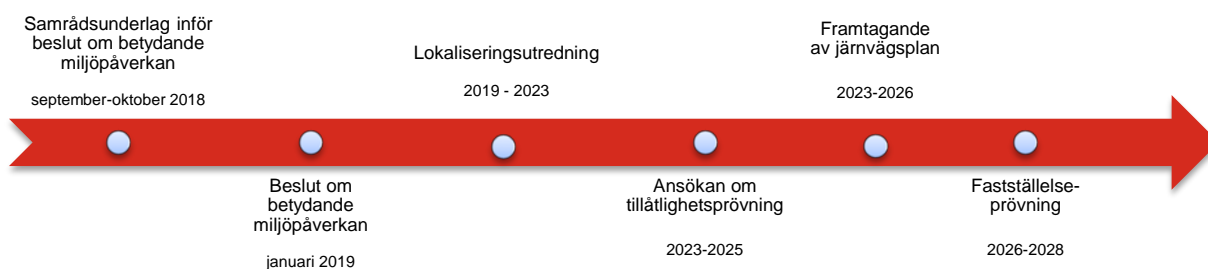 Samrådsunderlag inför
beslut om betydande
miljöpåverkan
september-oktober 2018
Beslut om
betydande
miljöpåverkan
januari 2019
Lokaliseringsutredning
2019 - 2023
Ansökan om
tillåtlighetsprövning
2023-2025
Framtagande
av järnvägsplan
2023-2026
Fastställelse-
prövning
2026-2028